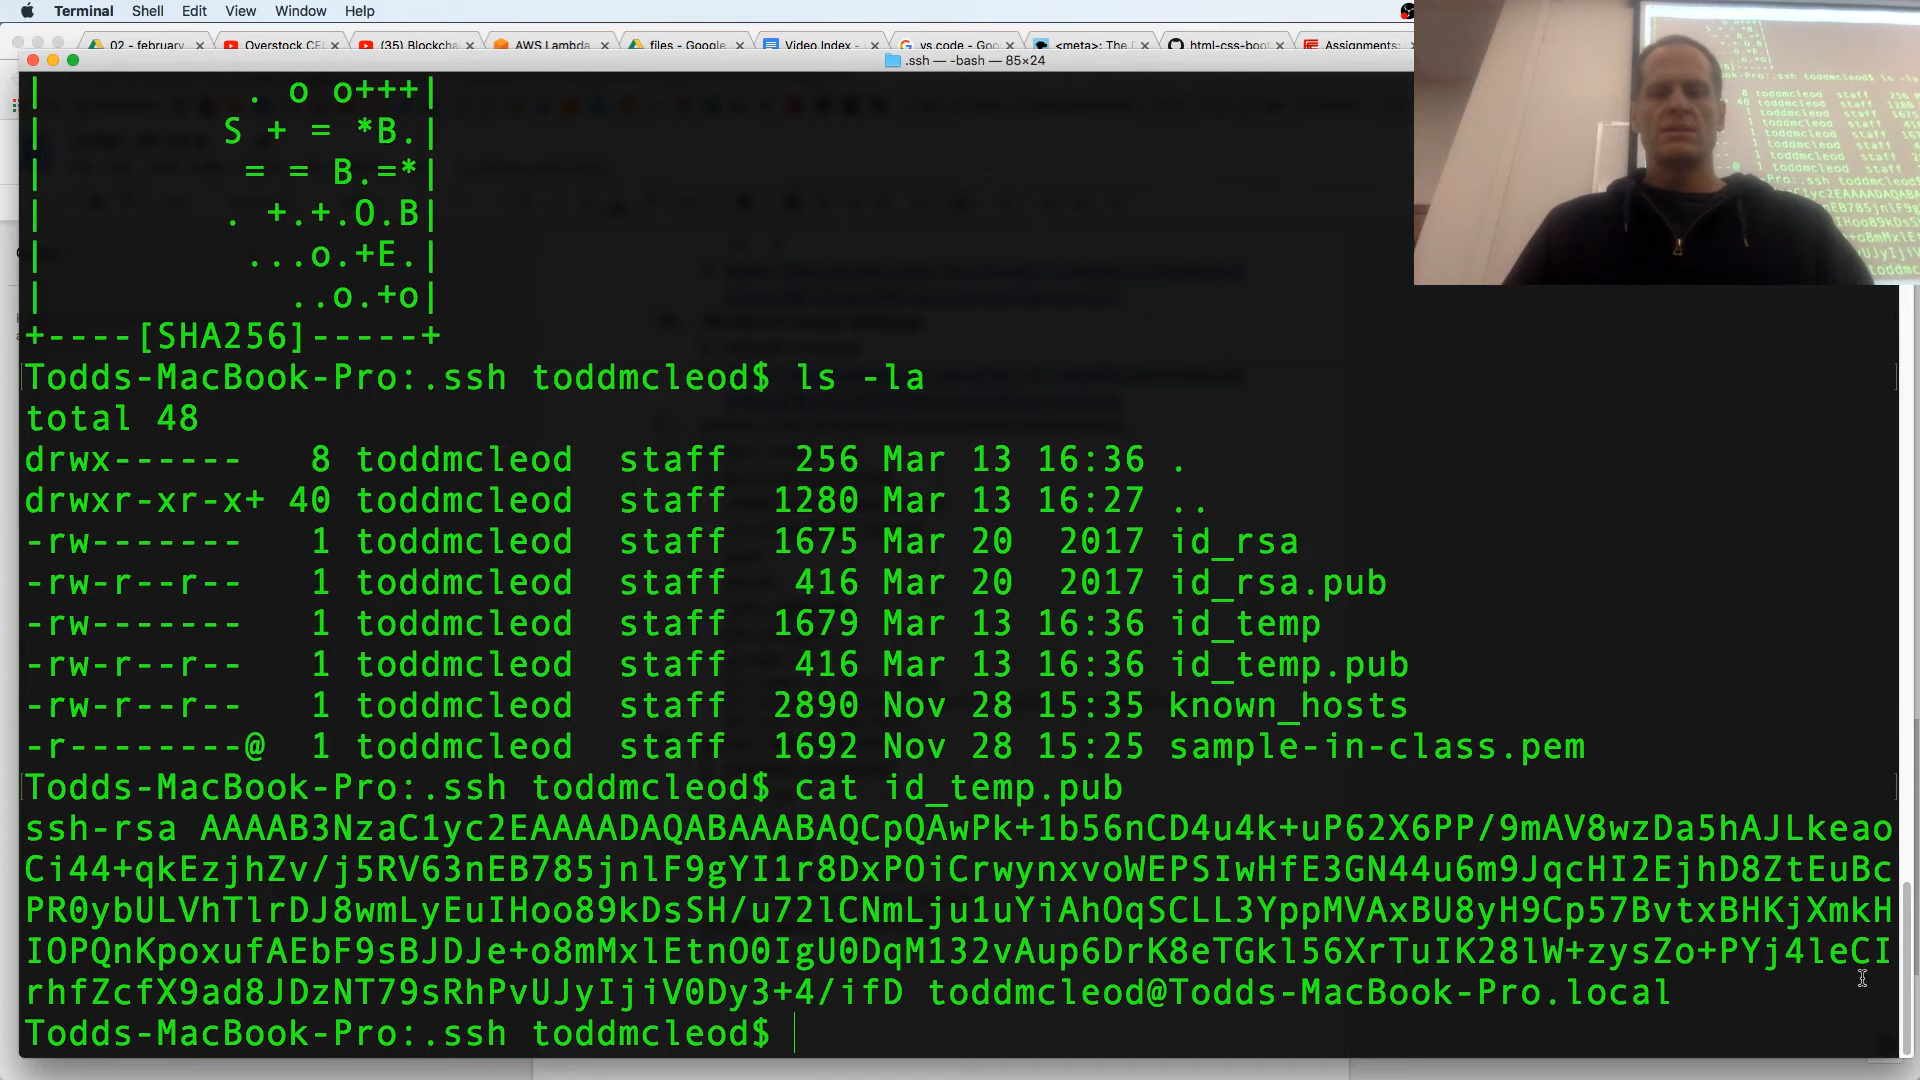 Terminal Shell Edit View Window Help
02 - february
Overstock CE
(35) Blockcha
AWS Lambda
files - Google
Video Index -
vs code - Goo
<meta>: The D
html-css-boot
Assignments:
.ssh — -bash — 85×24
| . o o+++|
| S + = *B.|
| = = B.=*|
| . +.+.O.B|
| ...o.+E.|
| ..o.+o|
+----[SHA256]-----+
Todds-MacBook-Pro:.ssh toddmcleod$ ls -la
total 48
drwx------ 8 toddmcleod staff 256 Mar 13 16:36 .
drwxr-xr-x+ 40 toddmcleod staff 1280 Mar 13 16:27 ..
-rw------- 1 toddmcleod staff 1675 Mar 20 2017 id_rsa
-rw-r--r-- 1 toddmcleod staff 416 Mar 20 2017 id_rsa.pub
-rw------- 1 toddmcleod staff 1679 Mar 13 16:36 id_temp
-rw-r--r-- 1 toddmcleod staff 416 Mar 13 16:36 id_temp.pub
-rw-r--r-- 1 toddmcleod staff 2890 Nov 28 15:35 known_hosts
-r--------@ 1 toddmcleod staff 1692 Nov 28 15:25 sample-in-class.pem
Todds-MacBook-Pro:.ssh toddmcleod$ cat id_temp.pub
ssh-rsa AAAAB3NzaC1yc2EAAAADAQABAAABAQCpQAwPk+1b56nCD4u4k+uP62X6PP/9mAV8wzDa5hAJLkeao
Ci44+qkEzjhZv/j5RV63nEB785jnlF9gYI1r8DxPOiCrwynxvoWEPSIwHfE3GN44u6m9JqcHI2EjhD8ZtEuBc
PR0ybULVhTlrDJ8wmLyEuIHoo89kDsSH/u72lCNmLju1uYiAhOqSCLL3YppMVAxBU8yH9Cp57BvtxBHKjXmkH
IOPQnKpoxufAEbF9sBJDJe+o8mMxlEtnO0IgU0DqM132vAup6DrK8eTGkl56XrTuIK28lW+zysZo+PYj4leCI
rhfZcfX9ad8JDzNT79sRhPvUJyIjiV0Dy3+4/ifD toddmcleod@Todds-MacBook-Pro.local
Todds-MacBook-Pro:.ssh toddmcleod$